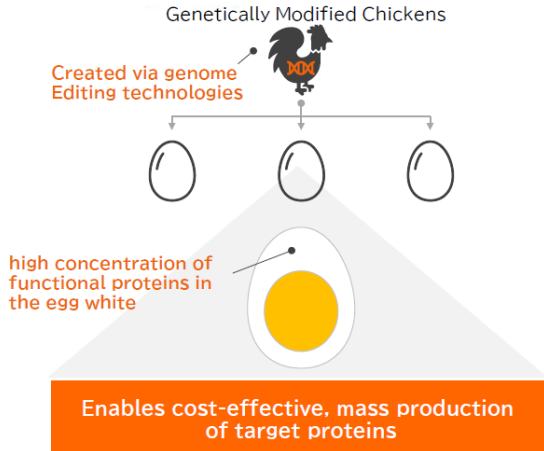 Genetically Modified Chickens
Created via genome
Editing technologies
high concentration of
functional proteins in
the egg white
Enables cost-effective, mass production
of target proteins